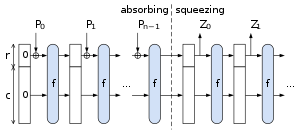 absorbing squeezing
P0 P1 Pn−1 Z0 Z1
r 0
f f f f f
... ...
c 0